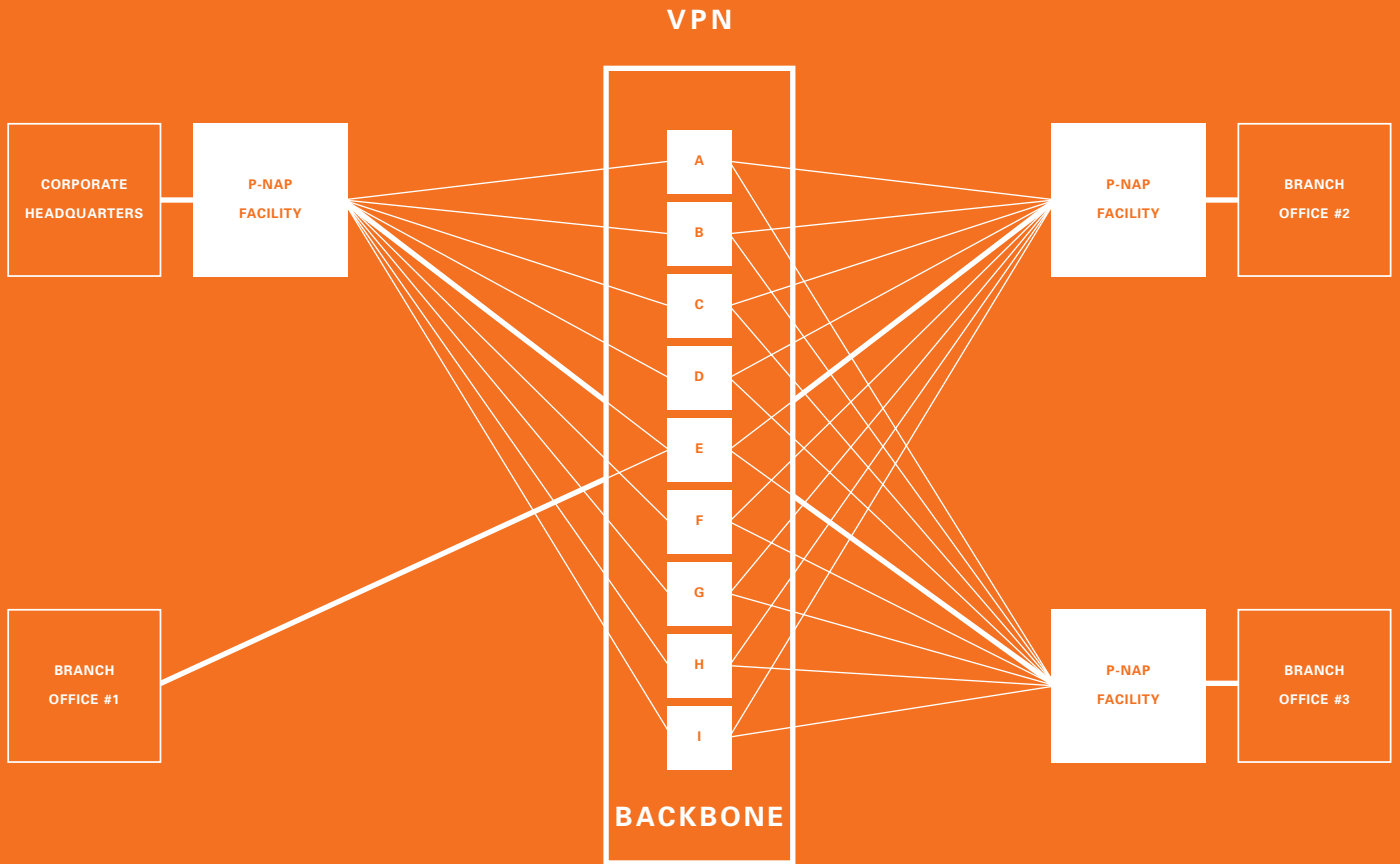 VPN
CORPORATE
HEADQUARTERS
P-NAP
FACILITY
A
B
C
D
E
F
G
H
I
P-NAP
FACILITY
BRANCH
OFFICE #2
BRANCH
OFFICE #1
P-NAP
FACILITY
BRANCH
OFFICE #3
BACKBONE